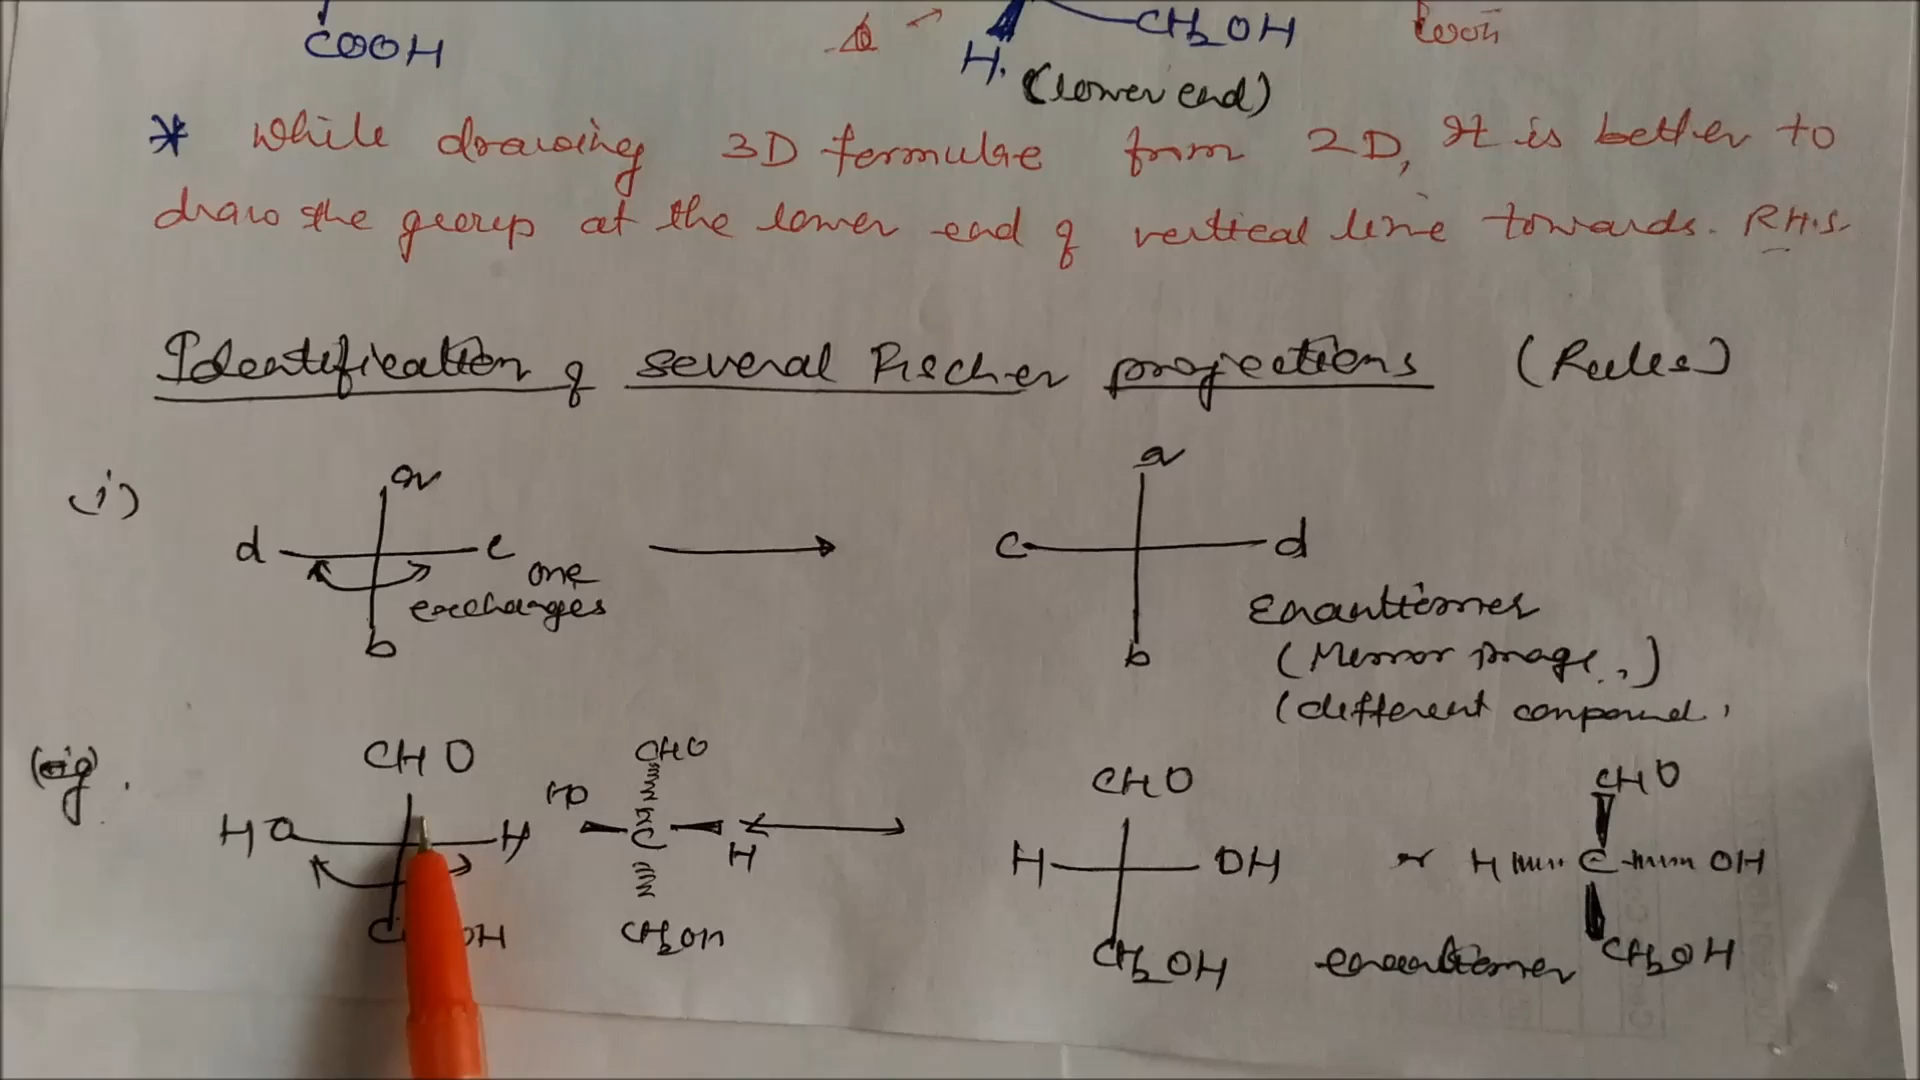 COOH
CH2OH
H.
(lower end)
* While drawing 3D formulae from 2D, It is better to
draw the group at the lower end of vertical line towards. R.H.S.
Identification of several Fischer projections (Rules)
(i)
a
d c
one
exchanges
b
a
c d
b
Enantiomer
(Mirror image.)
(different compound.
(eg).
CHO
HO H
CHO
HO C H
CH2OH
CHO
H OH
CH2OH
or
CHO
H C OH
CH2OH
enantiomer